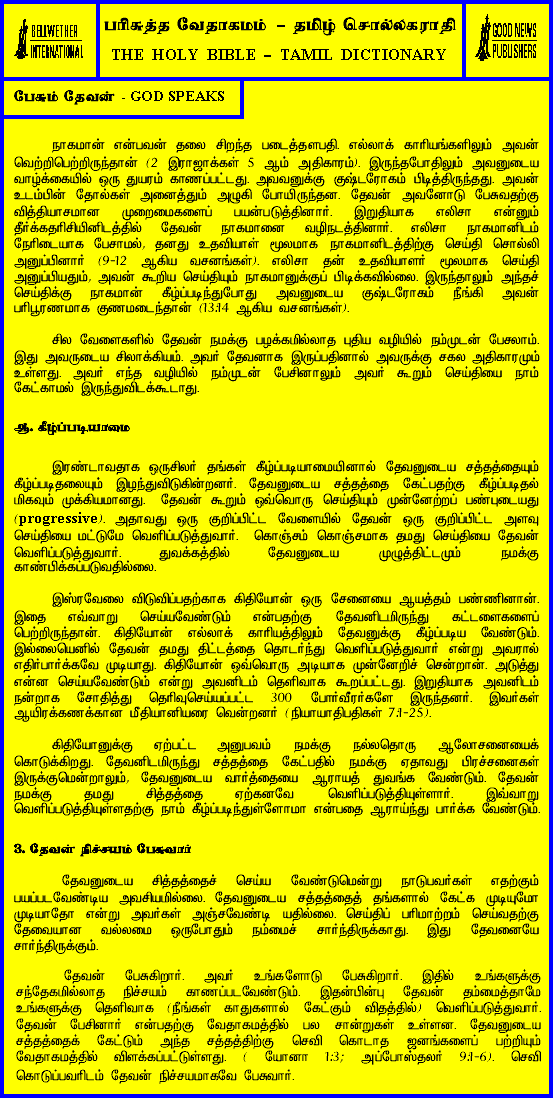 BELLWETHER
INTERNATIONAL
பரிசுத்த வேதாகமம் – தமிழ் சொல்லகராதி
THE HOLY BIBLE – TAMIL DICTIONARY
GOOD NEWS
PUBLISHERS
பேசும் தேவன் - GOD SPEAKS
நாகமான் என்பவன் தலை சிறந்த படைத்தளபதி. எல்லாக் காரியங்களிலும் அவன்
வெற்றிபெற்றிருந்தான் (2 இராஜாக்கள் 5 ஆம் அதிகாரம்). இருந்தபோதிலும் அவனுடைய
வாழ்க்கையில் ஒரு துயரம் காணப்பட்டது. அவவனுக்கு குஷ்டரோகம் பிடித்திருந்தது. அவன்
உடம்பின் தோல்கள் அனைத்தும் அழுகி போயிருந்தன. தேவன் அவனோடு பேசுவதற்கு
வித்தியாசமான முறைமைகளைப் பயன்படுத்தினார். இறுதியாக எலிசா என்னும்
தீர்க்கதரிசியினிடத்தில் தேவன் நாகமானை வழிநடத்தினார். எலிசா நாகமானிடம்
நேரிடையாக பேசாமல், தனது உதவியாள் மூலமாக நாகமானிடத்திற்கு செய்தி சொல்லி
அனுப்பினார் (9-12 ஆகிய வசனங்கள்). எலிசா தன் உதவியாளர் மூலமாக செய்தி
அனுப்பியதும், அவன் கூறிய செய்தியும் நாகமானுக்குப் பிடிக்கவில்லை. இருந்தாலும் அந்தச்
செய்திக்கு நாகமான் கீழ்ப்படிந்துபோது அவனுடைய குஷ்டரோகம் நீங்கி அவன்
பரிபூரணமாக குணமடைந்தான் (13,14 ஆகிய வசனங்கள்).
சில வேளைகளில் தேவன் நமக்கு பழக்கமில்லாத புதிய வழியில் நம்முடன் பேசலாம்.
இது அவருடைய சிலாக்கியம். அவர் தேவனாக இருப்பதினால் அவருக்கு சகல அதிகாரமும்
உள்ளது. அவர் எந்த வழியில் நம்முடன் பேசினாலும் அவர் கூறும் செய்தியை நாம்
கேட்காமல் இருந்துவிடக்கூடாது.
ஆ. கீழ்ப்படியாமை
இரண்டாவதாக ஒருசிலர் தங்கள் கீழ்ப்படியாமையினால் தேவனுடைய சத்தத்தையும்
கீழ்ப்படிதலையும் இழந்துவிடுகின்றனர். தேவனுடைய சத்தத்தை கேட்பதற்கு கீழ்ப்படிதல்
மிகவும் முக்கியமானது. தேவன் கூறும் ஒவ்வொரு செய்தியும் முன்னேற்றப் பண்புடையது
(progressive). அதாவது ஒரு குறிப்பிட்ட வேளையில் தேவன் ஒரு குறிப்பிட்ட அளவு
செய்தியை மட்டுமே வெளிப்படுத்துவார். கொஞ்சம் கொஞ்சமாக தமது செய்தியை தேவன்
வெளிப்படுத்துவார். துவக்கத்தில் தேவனுடைய முழுத்திட்டமும் நமக்கு
காண்பிக்கப்படுவதில்லை.
இஸ்ரவேலை விடுவிப்பதற்காக கிதியோன் ஒரு சேனையை ஆயத்தம் பண்ணினான்.
இதை எவ்வாறு செய்யவேண்டும் என்பதற்கு தேவனிடமிருந்து கட்டளைகளைப்
பெற்றிருந்தான். கிதியோன் எல்லாக் காரியத்திலும் தேவனுக்கு கீழ்ப்படிய வேண்டும்.
இல்லையெனில் தேவன் தமது திட்டத்தை தொடர்ந்து வெளிப்படுத்துவார் என்று அவரால்
எதிர்பார்க்கவே முடியாது. கிதியோன் ஒவ்வொரு அடியாக முன்னேறிச் சென்றான். அடுத்து
என்ன செய்யவேண்டும் என்று அவனிடம் தெளிவாக கூறப்பட்டது. இறுதியாக அவனிடம்
நன்றாக சோதித்து தெரிவுசெய்யப்பட்ட 300 போர்வீரர்களே இருந்தனர். இவர்கள்
ஆயிரக்கணக்கான மீதியானியரை வென்றனர் (நியாயாதிபதிகள் 7:1-25).
கிதியோனுக்கு ஏற்பட்ட அனுபவம் நமக்கு நல்லதொரு ஆலோசனையைக்
கொடுக்கிறது. தேவனிடமிருந்து சத்தத்தை கேட்பதில் நமக்கு ஏதாவது பிரச்சனைகள்
இருக்குமென்றாலும், தேவனுடைய வார்த்தையை ஆராயத் துவங்க வேண்டும். தேவன்
நமக்கு தமது சித்தத்தை ஏற்கனவே வெளிப்படுத்தியுள்ளார். இவ்வாறு
வெளிப்படுத்தியுள்ளதற்கு நாம் கீழ்ப்படிந்துள்ளோமா என்பதை ஆராய்ந்து பார்க்க வேண்டும்.
3. தேவன் நிச்சயம் பேசுவார்
தேவனுடைய சித்தத்தைச் செய்ய வேண்டுமென்று நாடுபவர்கள் எதற்கும்
பயப்படவேண்டிய அவசியமில்லை. தேவனுடைய சத்தத்தைத் தங்களால் கேட்க முடியுமோ
முடியாதோ என்று அவர்கள் அஞ்சவேண்டி யதில்லை. செய்திப் பரிமாற்றம் செய்வதற்கு
தேவையான வல்லமை ஒருபோதும் நம்மைச் சார்ந்திருக்காது. இது தேவனையே
சார்ந்திருக்கும்.
தேவன் பேசுகிறார். அவர் உங்களோடு பேசுகிறார். இதில் உங்களுக்கு
சந்தேகமில்லாத நிச்சயம் காணப்படவேண்டும். இதன்பின்பு தேவன் தம்மைத்தாமே
உங்களுக்கு தெளிவாக (நீங்கள் காதுகளால் கேட்கும் விதத்தில்) வெளிப்படுத்துவார்.
தேவன் பேசினார் என்பதற்கு வேதாகமத்தில் பல சான்றுகள் உள்ளன. தேவனுடைய
சத்தத்தைக் கேட்டும் அந்த சத்தத்திற்கு செவி கொடாத ஜனங்களைப் பற்றியும்
வேதாகமத்தில் விளக்கப்பட்டுள்ளது. ( யோனா 1:3; அப்போஸ்தலர் 9:1-6). செவி
கொடுப்பவரிடம் தேவன் நிச்சயமாகவே பேசுவார்.